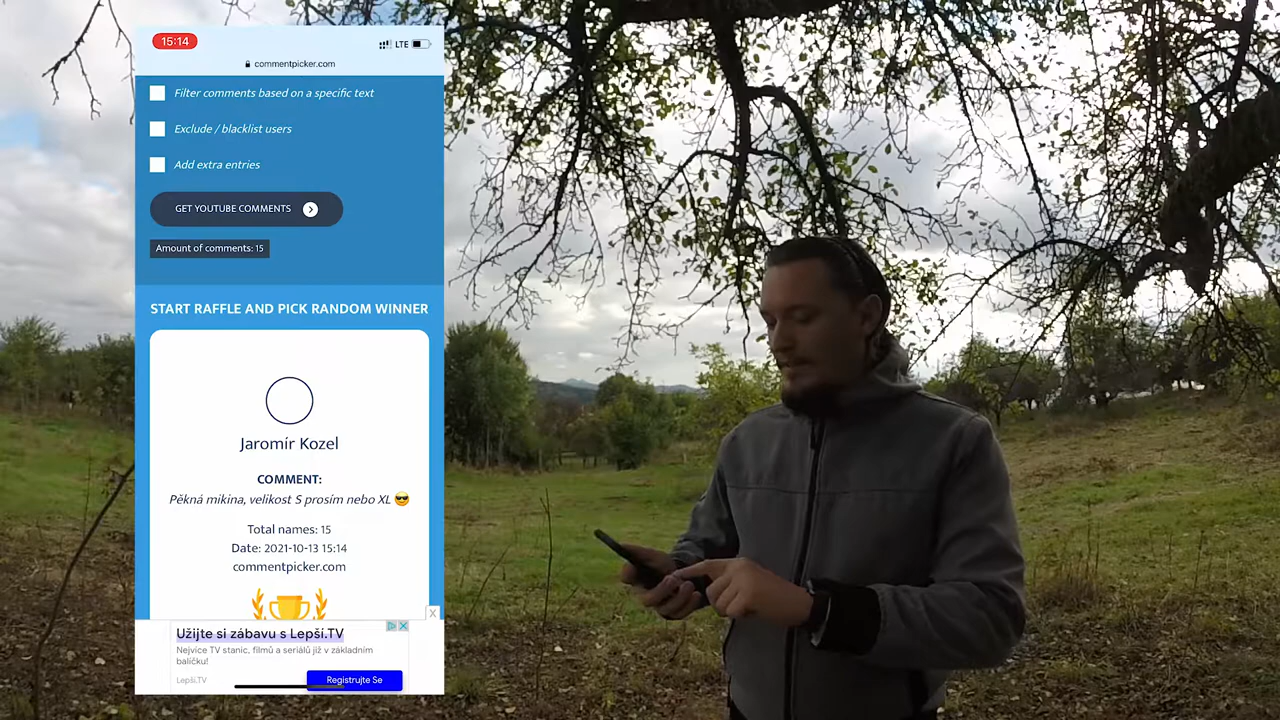 15:14
LTE
commentpicker.com
Filter comments based on a specific text
Exclude / blacklist users
Add extra entries
GET YOUTUBE COMMENTS
Amount of comments: 15
START RAFFLE AND PICK RANDOM WINNER
Jaromír Kozel
COMMENT:
Pěkná mikina, velikost S prosím nebo XL 😎
Total names: 15
Date: 2021-10-13 15:14
commentpicker.com
X
Užijte si zábavu s Lepší.TV
Nejvíce TV stanic, filmů a seriálů již v základním
balíčku!
Lepší.TV
Registrujte Se